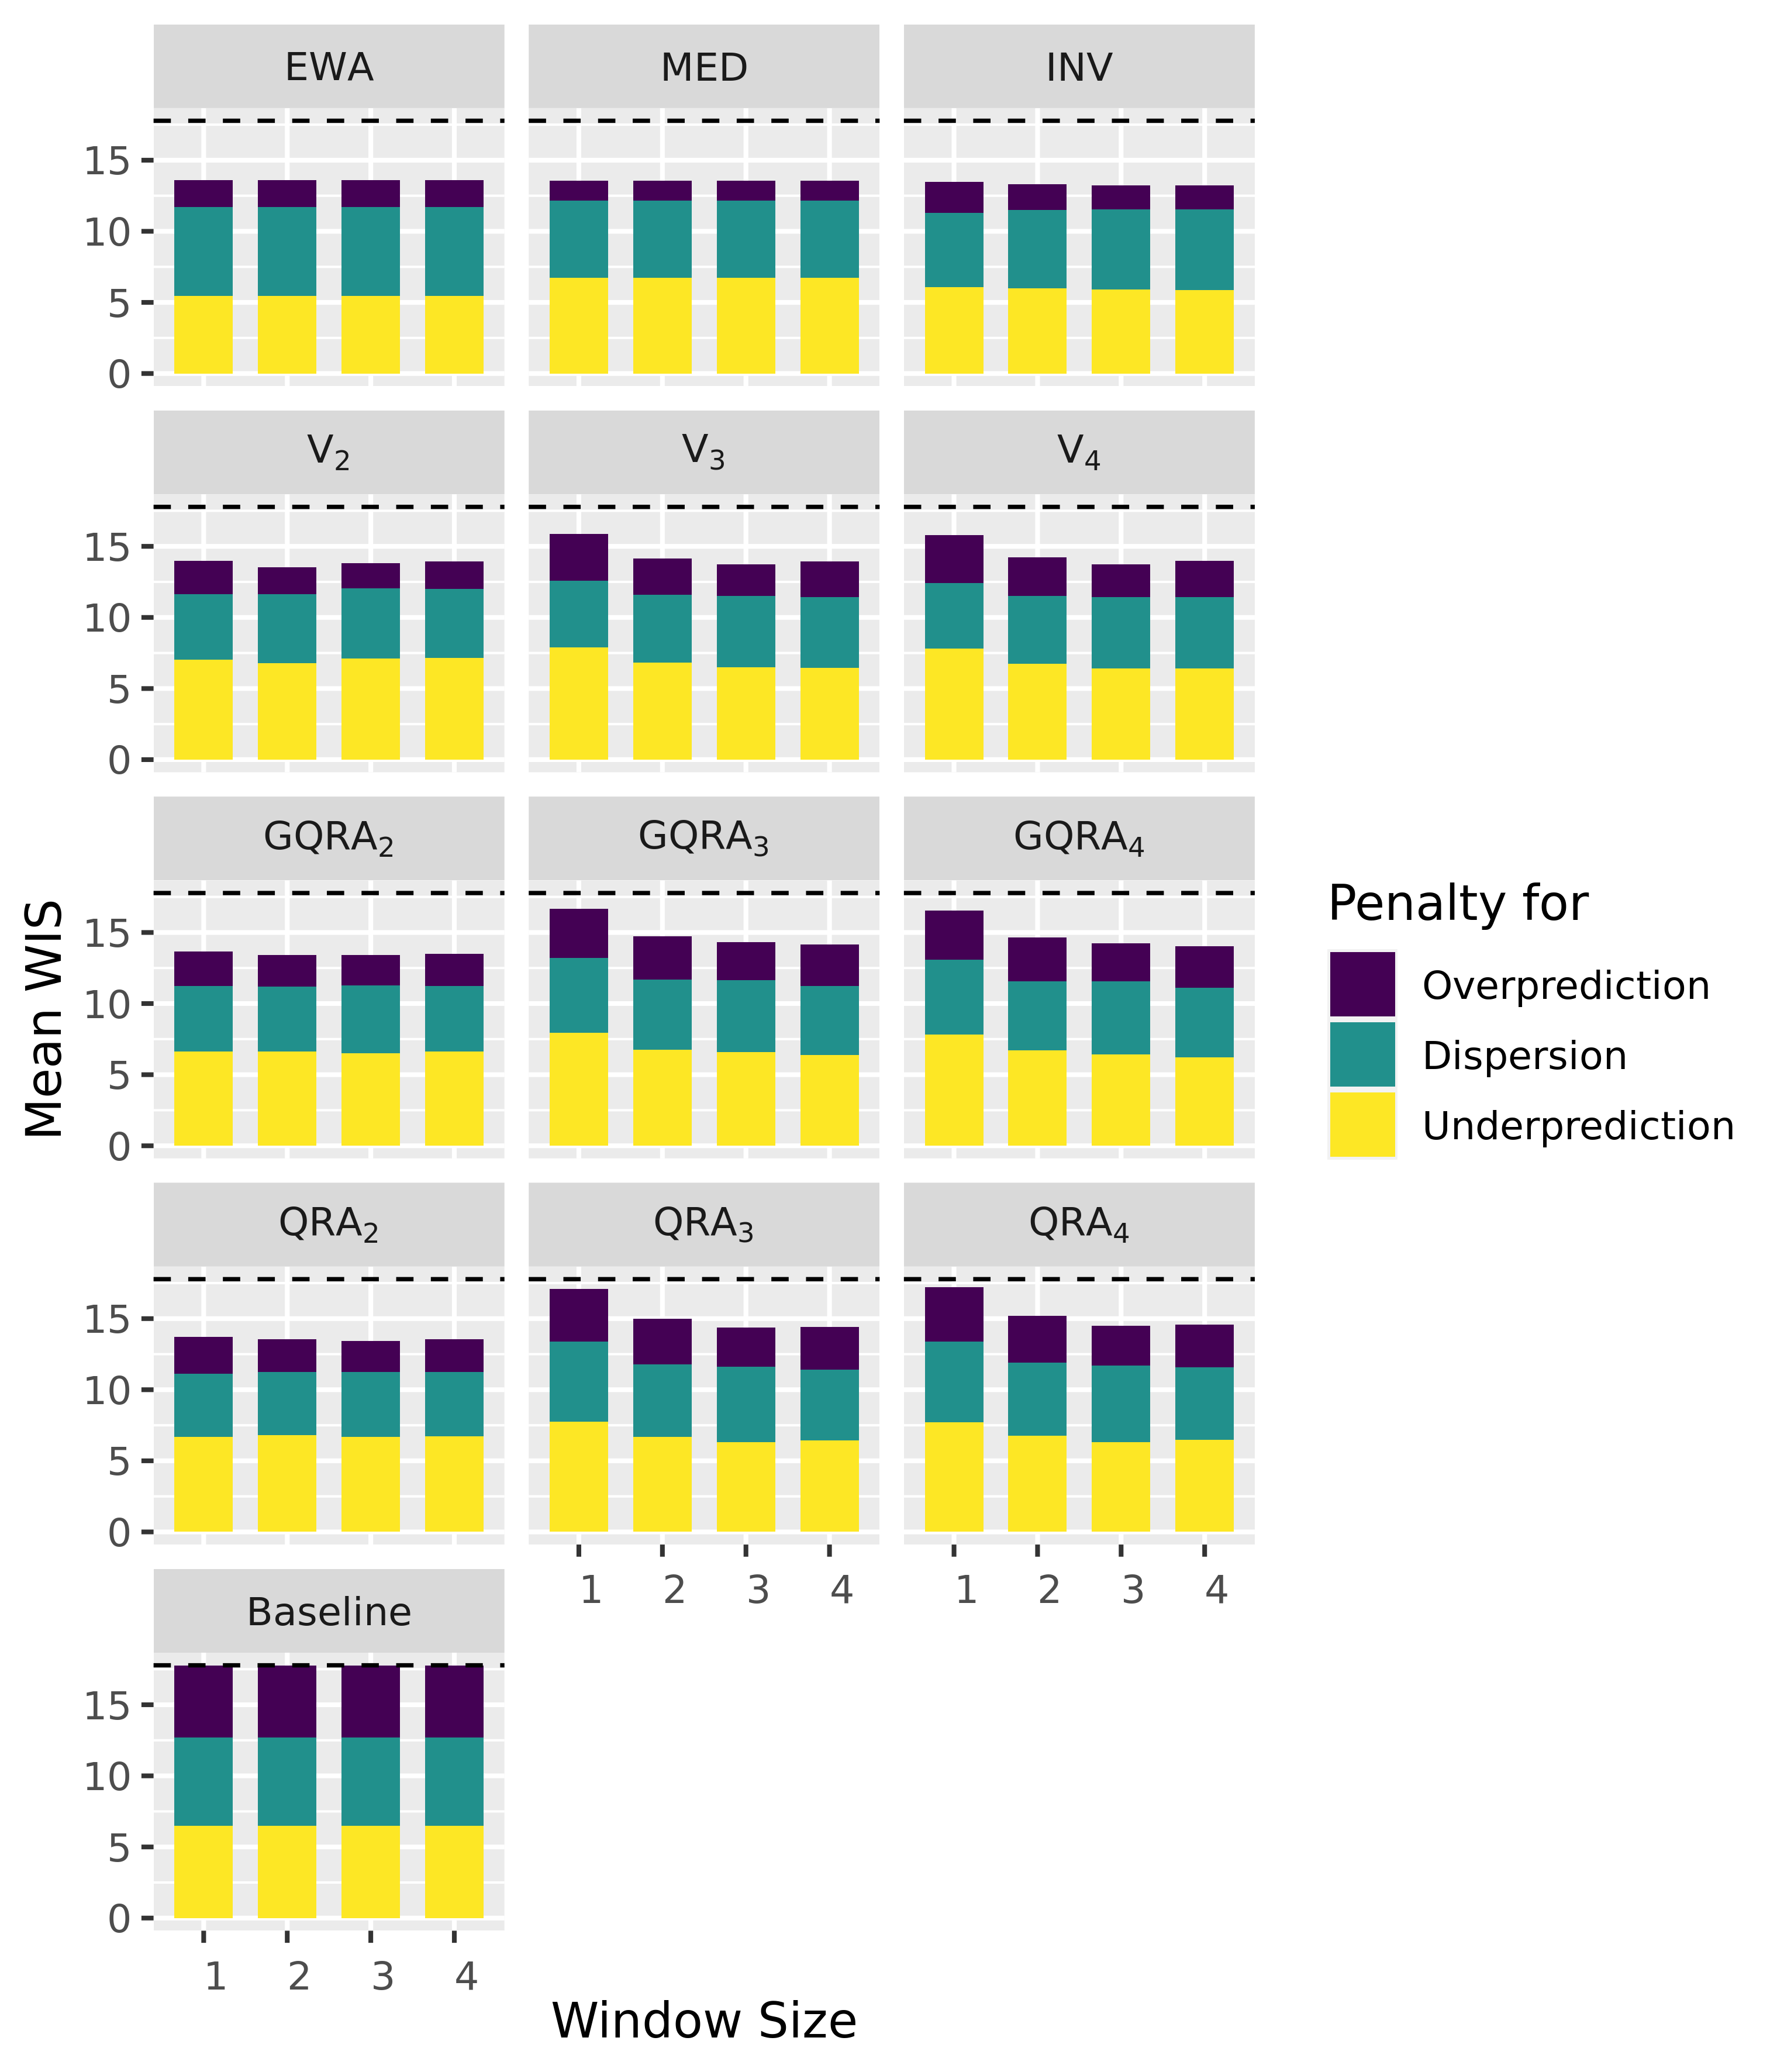 EWA MED INV
15
10
5
0
V₂ V₃ V₄
15
10
5
0
GQRA₂ GQRA₃ GQRA₄
15
10
5
0
QRA₂ QRA₃ QRA₄
15
10
5
0
1 2 3 4 1 2 3 4
Baseline
15
10
5
0
1 2 3 4
Window Size
Mean WIS
Penalty for
Overprediction
Dispersion
Underprediction